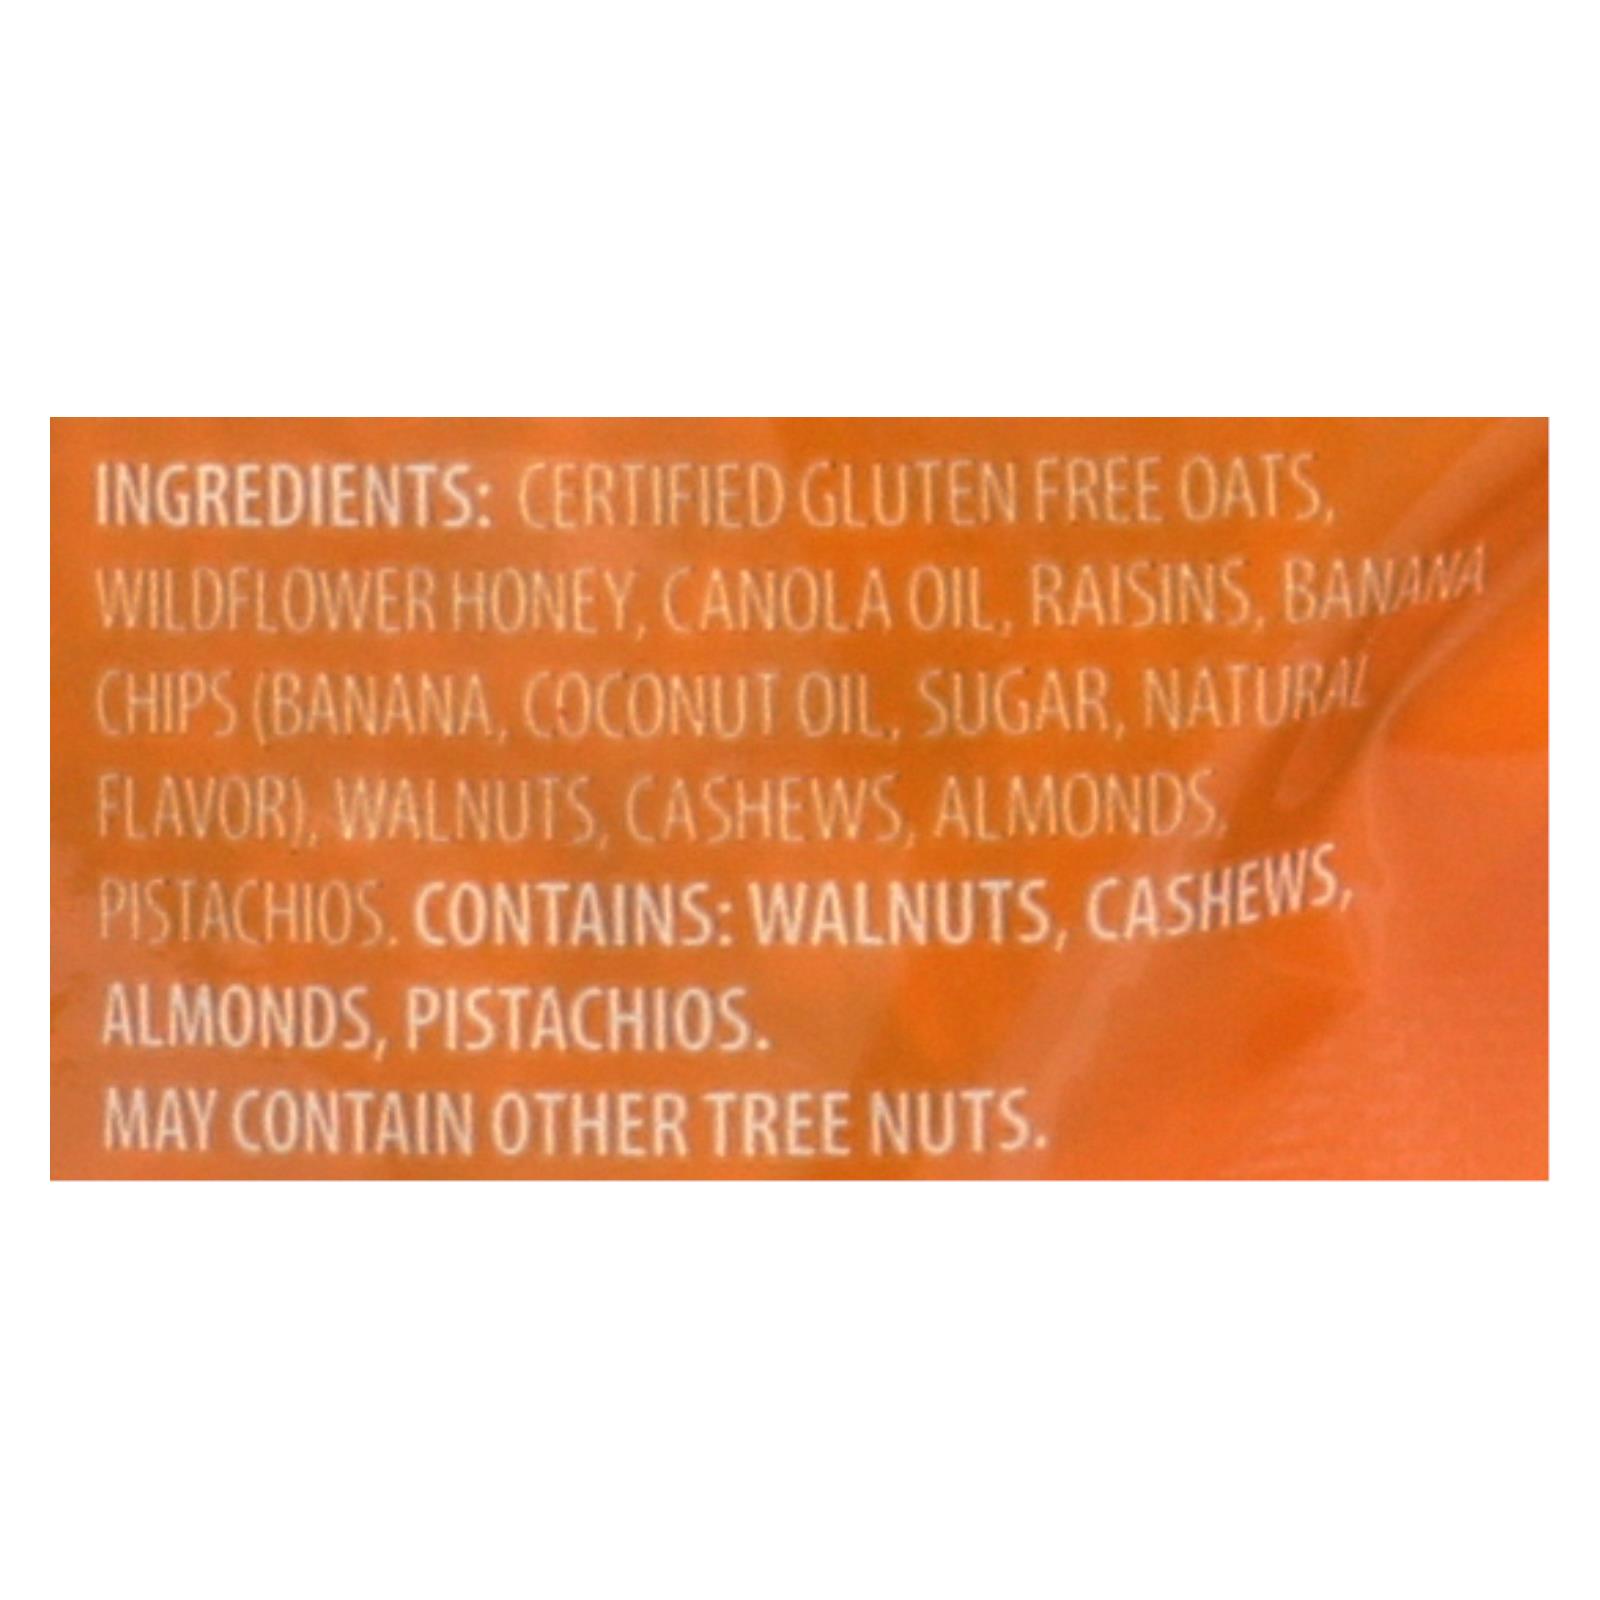 INGREDIENTS: CERTIFIED GLUTEN FREE OATS,
WILDFLOWER HONEY, CANOLA OIL, RAISINS, BANANA
CHIPS (BANANA, COCONUT OIL, SUGAR, NATURAL
FLAVOR), WALNUTS, CASHEWS, ALMONDS,
PISTACHIOS. CONTAINS: WALNUTS, CASHEWS,
ALMONDS, PISTACHIOS.
MAY CONTAIN OTHER TREE NUTS.